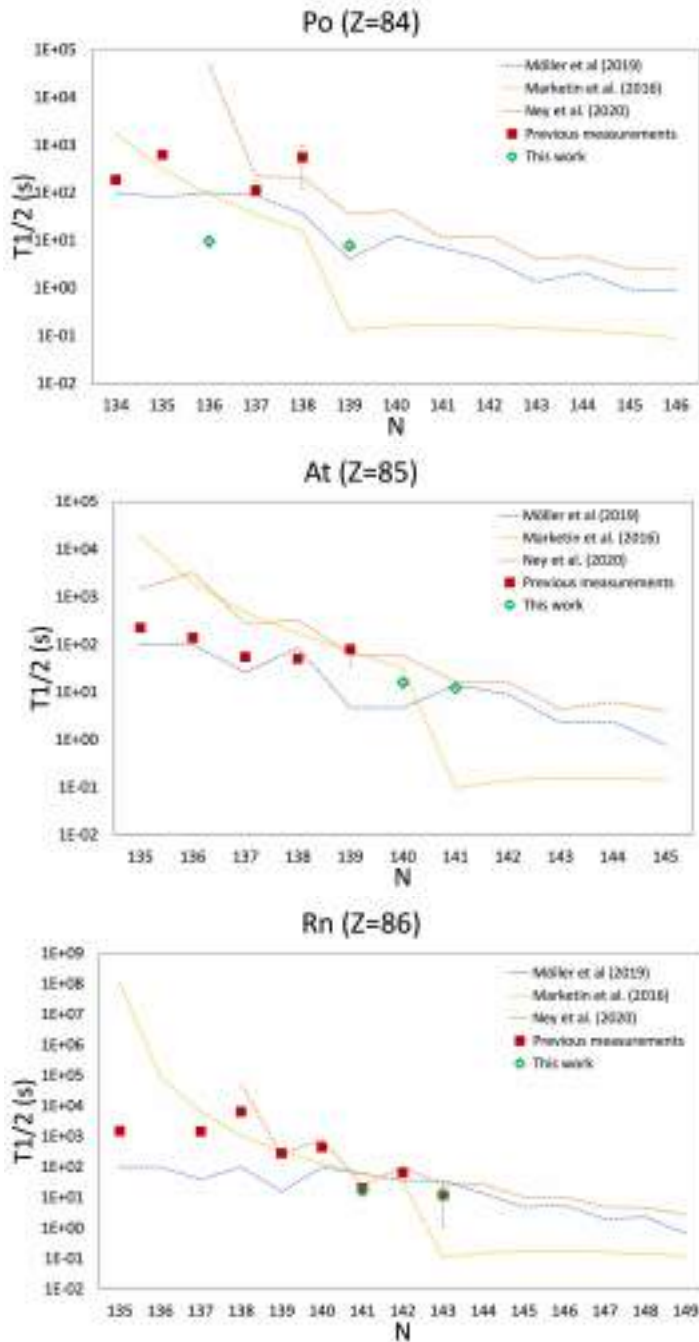 Po (Z=84)
1E+05
1E+04
1E+03
1E+02
1E+01
1E+00
1E-01
1E-02
T1/2 (s)
Möller et al (2019)
Marketin et al. (2016)
Ney et al. (2020)
Previous measurements
This work
134 135 136 137 138 139 140 141 142 143 144 145 146
N
At (Z=85)
1E+05
1E+04
1E+03
1E+02
1E+01
1E+00
1E-01
1E-02
T1/2 (s)
Möller et al (2019)
Marketin et al. (2016)
Ney et al. (2020)
Previous measurements
This work
135 136 137 138 139 140 141 142 143 144 145
N
Rn (Z=86)
1E+09
1E+08
1E+07
1E+06
1E+05
1E+04
1E+03
1E+02
1E+01
1E+00
1E-01
1E-02
T1/2 (s)
Möller et al (2019)
Marketin et al. (2016)
Ney et al. (2020)
Previous measurements
This work
135 136 137 138 139 140 141 142 143 144 145 146 147 148 149
N